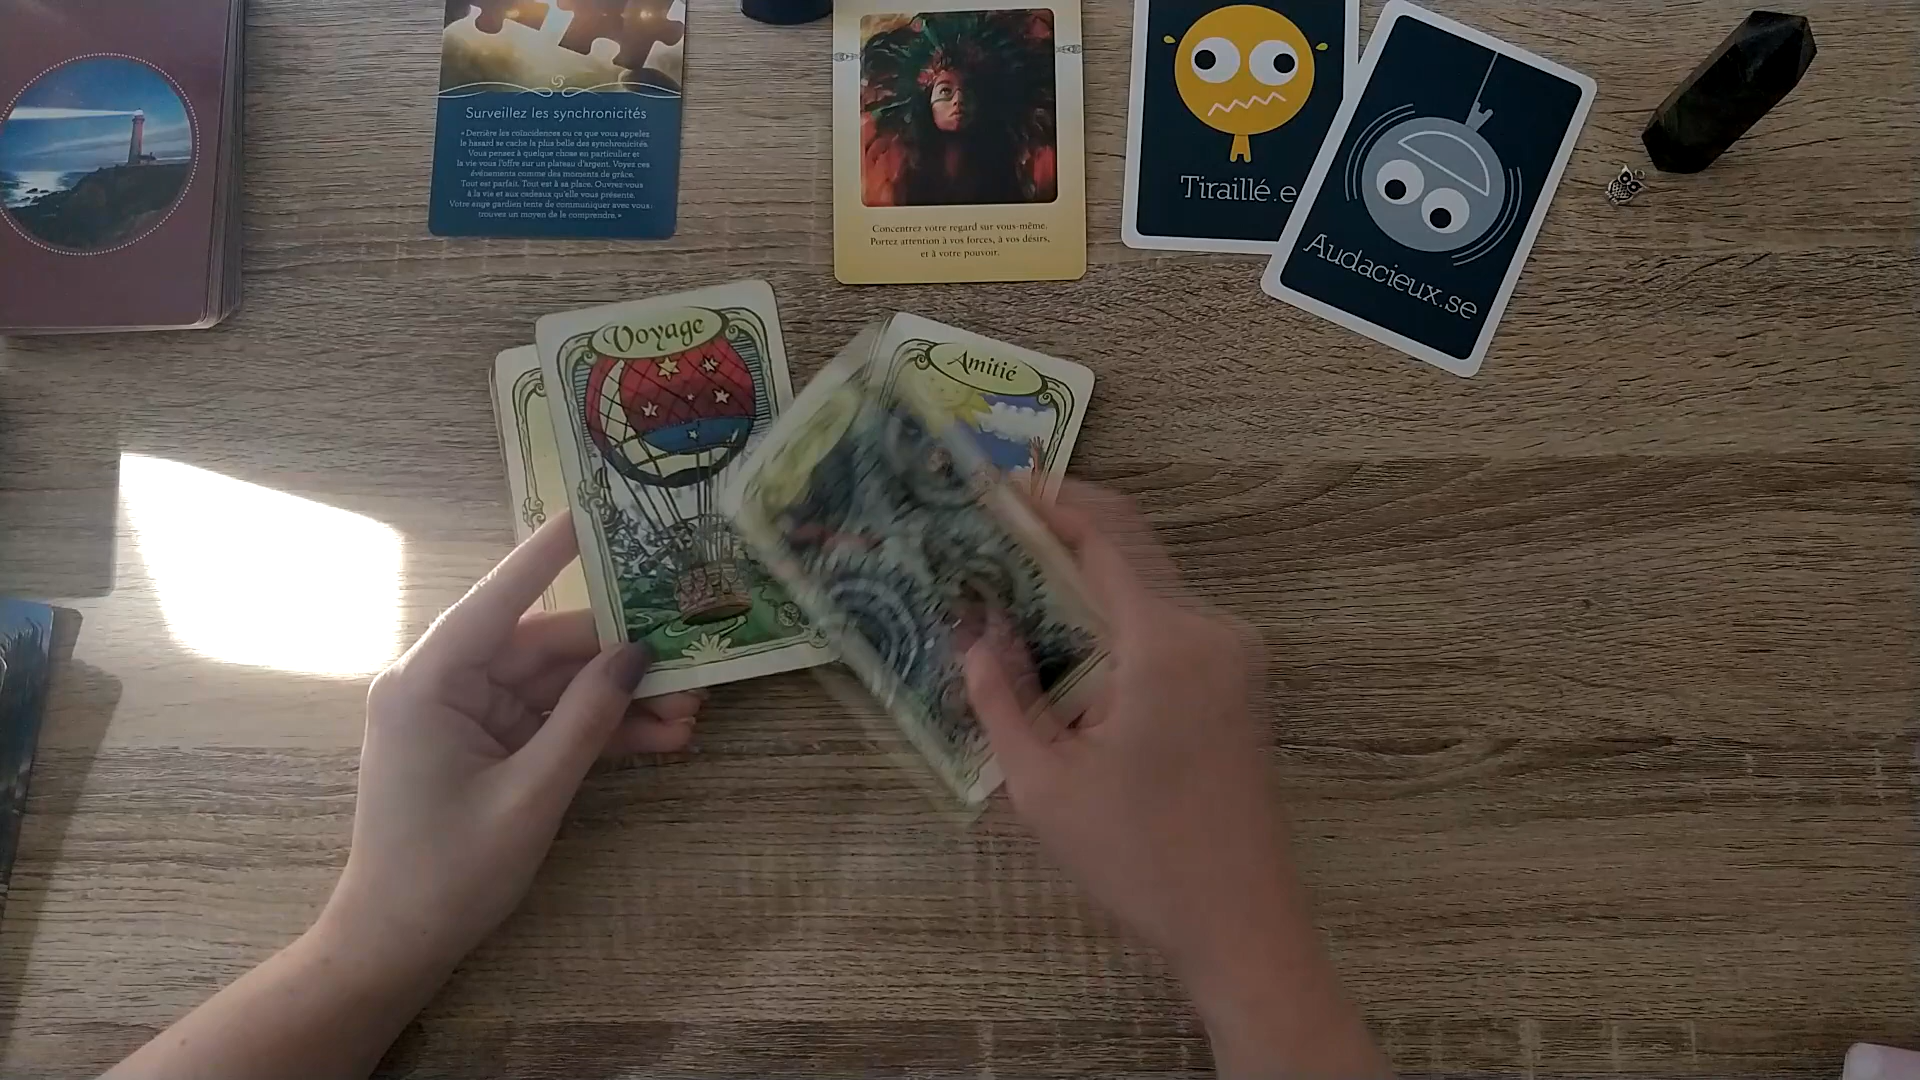 Surveillez les synchronicités
« Derrière les coïncidences ou ce que vous appelez
le hasard se cache la plus belle des synchronicités.
Vous pensez à quelque chose en particulier et
la vie vous l'offre sur un plateau d'argent. Voyez ces
événements comme des moments de grâce.
Tout est parfait. Tout est à sa place. Ouvrez-vous
à la vie et aux cadeaux qu'elle vous présente.
Votre ange gardien tente de communiquer avec vous:
trouvez un moyen de le comprendre. »
Concentrez votre regard sur vous-même.
Portez attention à vos forces, à vos désirs,
et à votre pouvoir.
Tiraillé.e
Audacieux.se
Voyage
Amitié